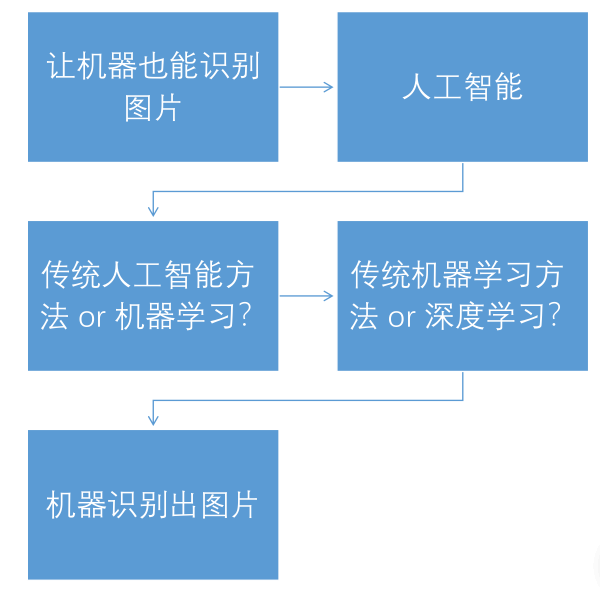 让机器也能识别
图片
人工智能
传统人工智能方
法 or 机器学习？
传统机器学习方
法 or 深度学习？
机器识别出图片